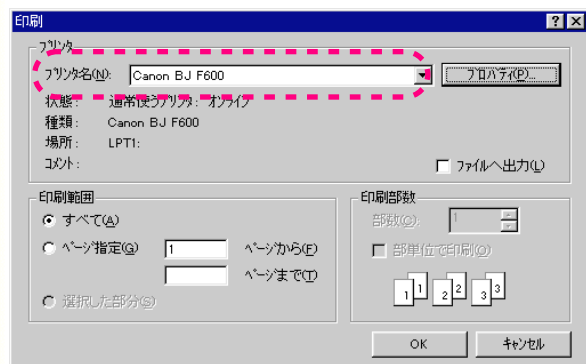 印刷
プリンタ
プリンタ名(N): Canon BJ F600 プロパティ(P)...
状態: 通常使うプリンタ: オンライン
種類: Canon BJ F600
場所: LPT1:
コメント:
ファイルへ出力(L)
印刷範囲
すべて(A)
ページ指定(G) 1 ページから(F)
ページまで(T)
選択した部分(S)
印刷部数
部数(C): 1
部単位で印刷(O)
1 1 2 2 3 3
OK キャンセル